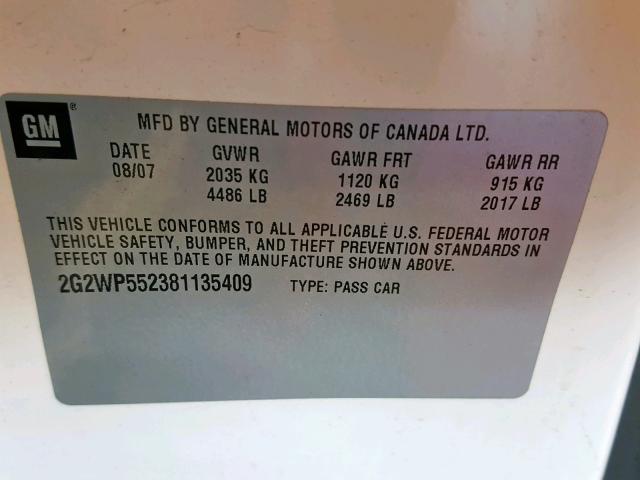 GM ®
MFD BY GENERAL MOTORS OF CANADA LTD.
DATE GVWR GAWR FRT GAWR RR
08/07 2035 KG 1120 KG 915 KG
4486 LB 2469 LB 2017 LB
THIS VEHICLE CONFORMS TO ALL APPLICABLE U.S. FEDERAL MOTOR
VEHICLE SAFETY, BUMPER, AND THEFT PREVENTION STANDARDS IN
EFFECT ON THE DATE OF MANUFACTURE SHOWN ABOVE.
2G2WP552381135409 TYPE: PASS CAR